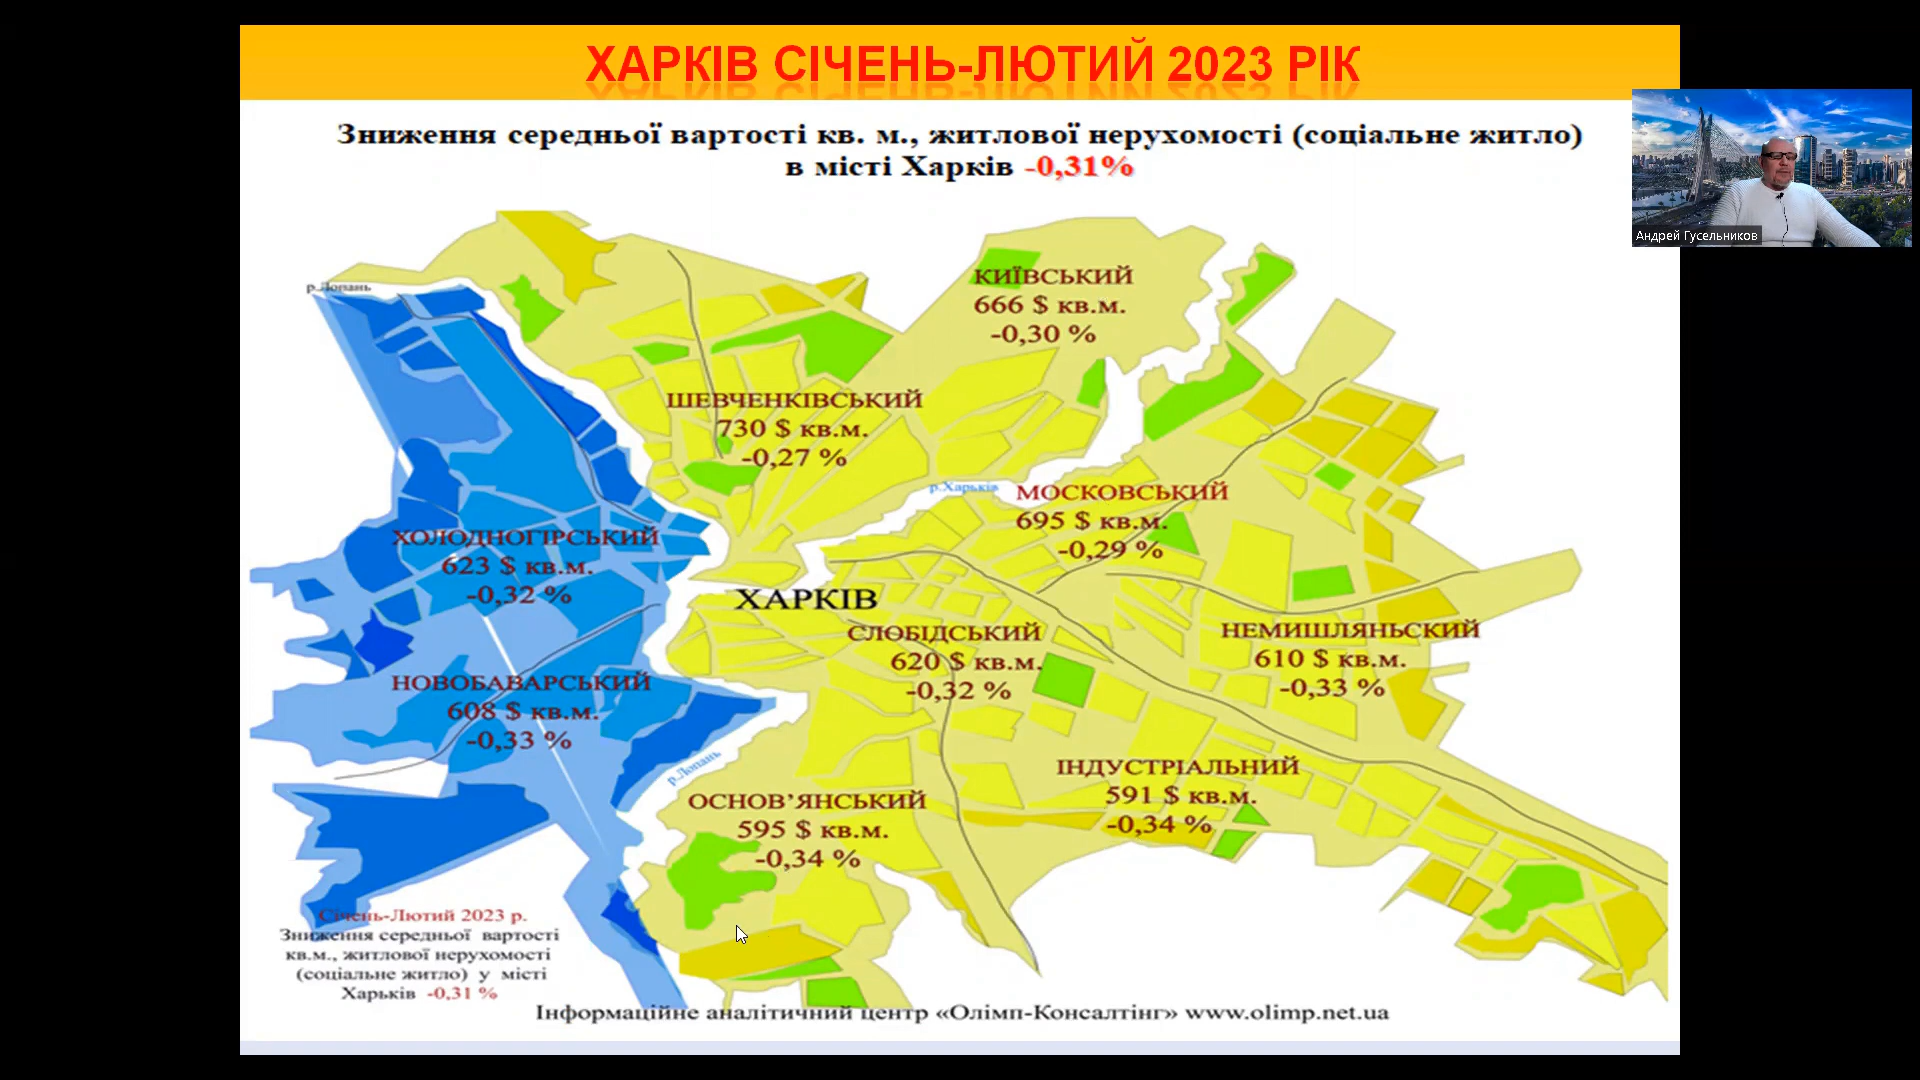 ХАРКІВ СІЧЕНЬ-ЛЮТИЙ 2023 РІК
Зниження середньої вартості кв. м., житлової нерухомості (соціальне житло)
в місті Харків -0,31%
Андрей Гусельников
р.Лопань
КИЇВСЬКИЙ
666 $ кв.м.
-0,30 %
ШЕВЧЕНКІВСЬКИЙ
730 $ кв.м.
-0,27 %
р.Харьків
МОСКОВСЬКИЙ
695 $ кв.м.
-0,29 %
ХОЛОДНОГІРСЬКИЙ
623 $ кв.м.
-0,32 %
ХАРКІВ
СЛОБІДСЬКИЙ
620 $ кв.м.
-0,32 %
НЕМИШЛЯНЬСКИЙ
610 $ кв.м.
-0,33 %
НОВОБАВАРСЬКИЙ
608 $ кв.м.
-0,33 %
р.Лопань
ІНДУСТРІАЛЬНИЙ
591 $ кв.м.
-0,34 %
ОСНОВ’ЯНСЬКИЙ
595 $ кв.м.
-0,34 %
Січень-Лютий 2023 р.
Зниження середньої вартості
кв.м., житлової нерухомості
(соціальне житло) у місті
Харьків -0,31 %
Інформаційне аналітичний центр «Олімп-Консалтінг» www.olimp.net.ua